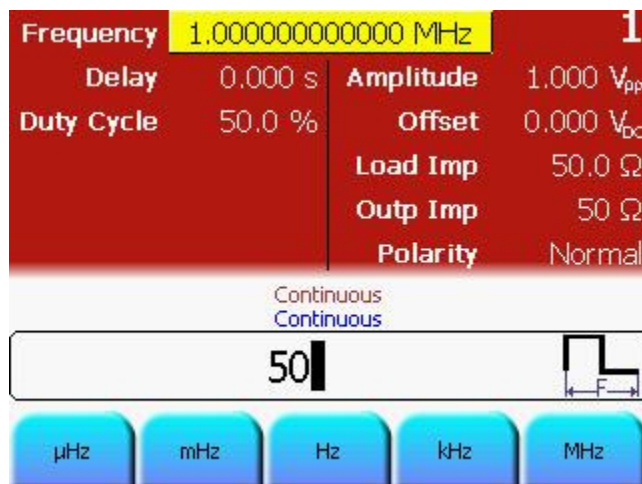 Frequency 1.000000000000 MHz 1
Delay 0.000 s Amplitude 1.000 Vpp
Duty Cycle 50.0 % Offset 0.000 VDC
Load Imp 50.0 Ω
Outp Imp 50 Ω
Polarity Normal
Continuous
Continuous
50
F
µHz mHz Hz kHz MHz